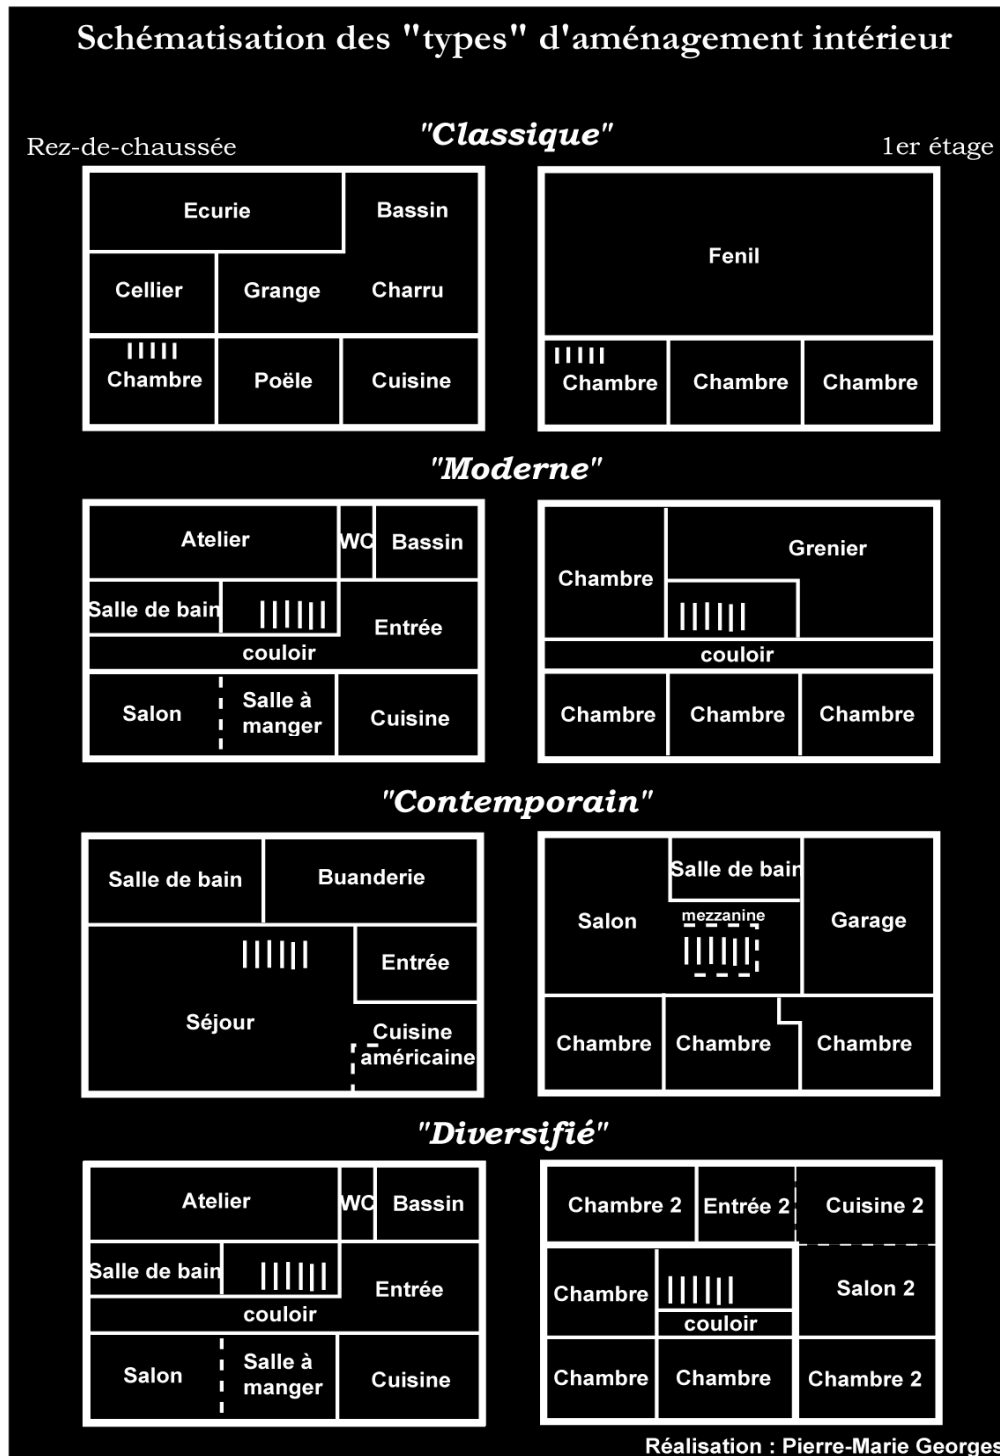 Schématisation des "types" d'aménagement intérieur
"Classique"
Rez-de-chaussée
1er étage
Ecurie
Bassin
Cellier
Grange
Charru
Chambre
Poële
Cuisine
Fenil
Chambre
Chambre
Chambre
"Moderne"
Atelier
WC
Bassin
Salle de bain
Entrée
couloir
Salon
Salle à
manger
Cuisine
Grenier
Chambre
couloir
Chambre
Chambre
Chambre
"Contemporain"
Salle de bain
Buanderie
Entrée
Séjour
Cuisine
américaine
Salle de bain
Salon
mezzanine
Garage
Chambre
Chambre
Chambre
"Diversifié"
Atelier
WC
Bassin
Salle de bain
Entrée
couloir
Salon
Salle à
manger
Cuisine
Chambre 2
Entrée 2
Cuisine 2
Chambre
Salon 2
couloir
Chambre
Chambre
Chambre 2
Réalisation : Pierre-Marie Georges